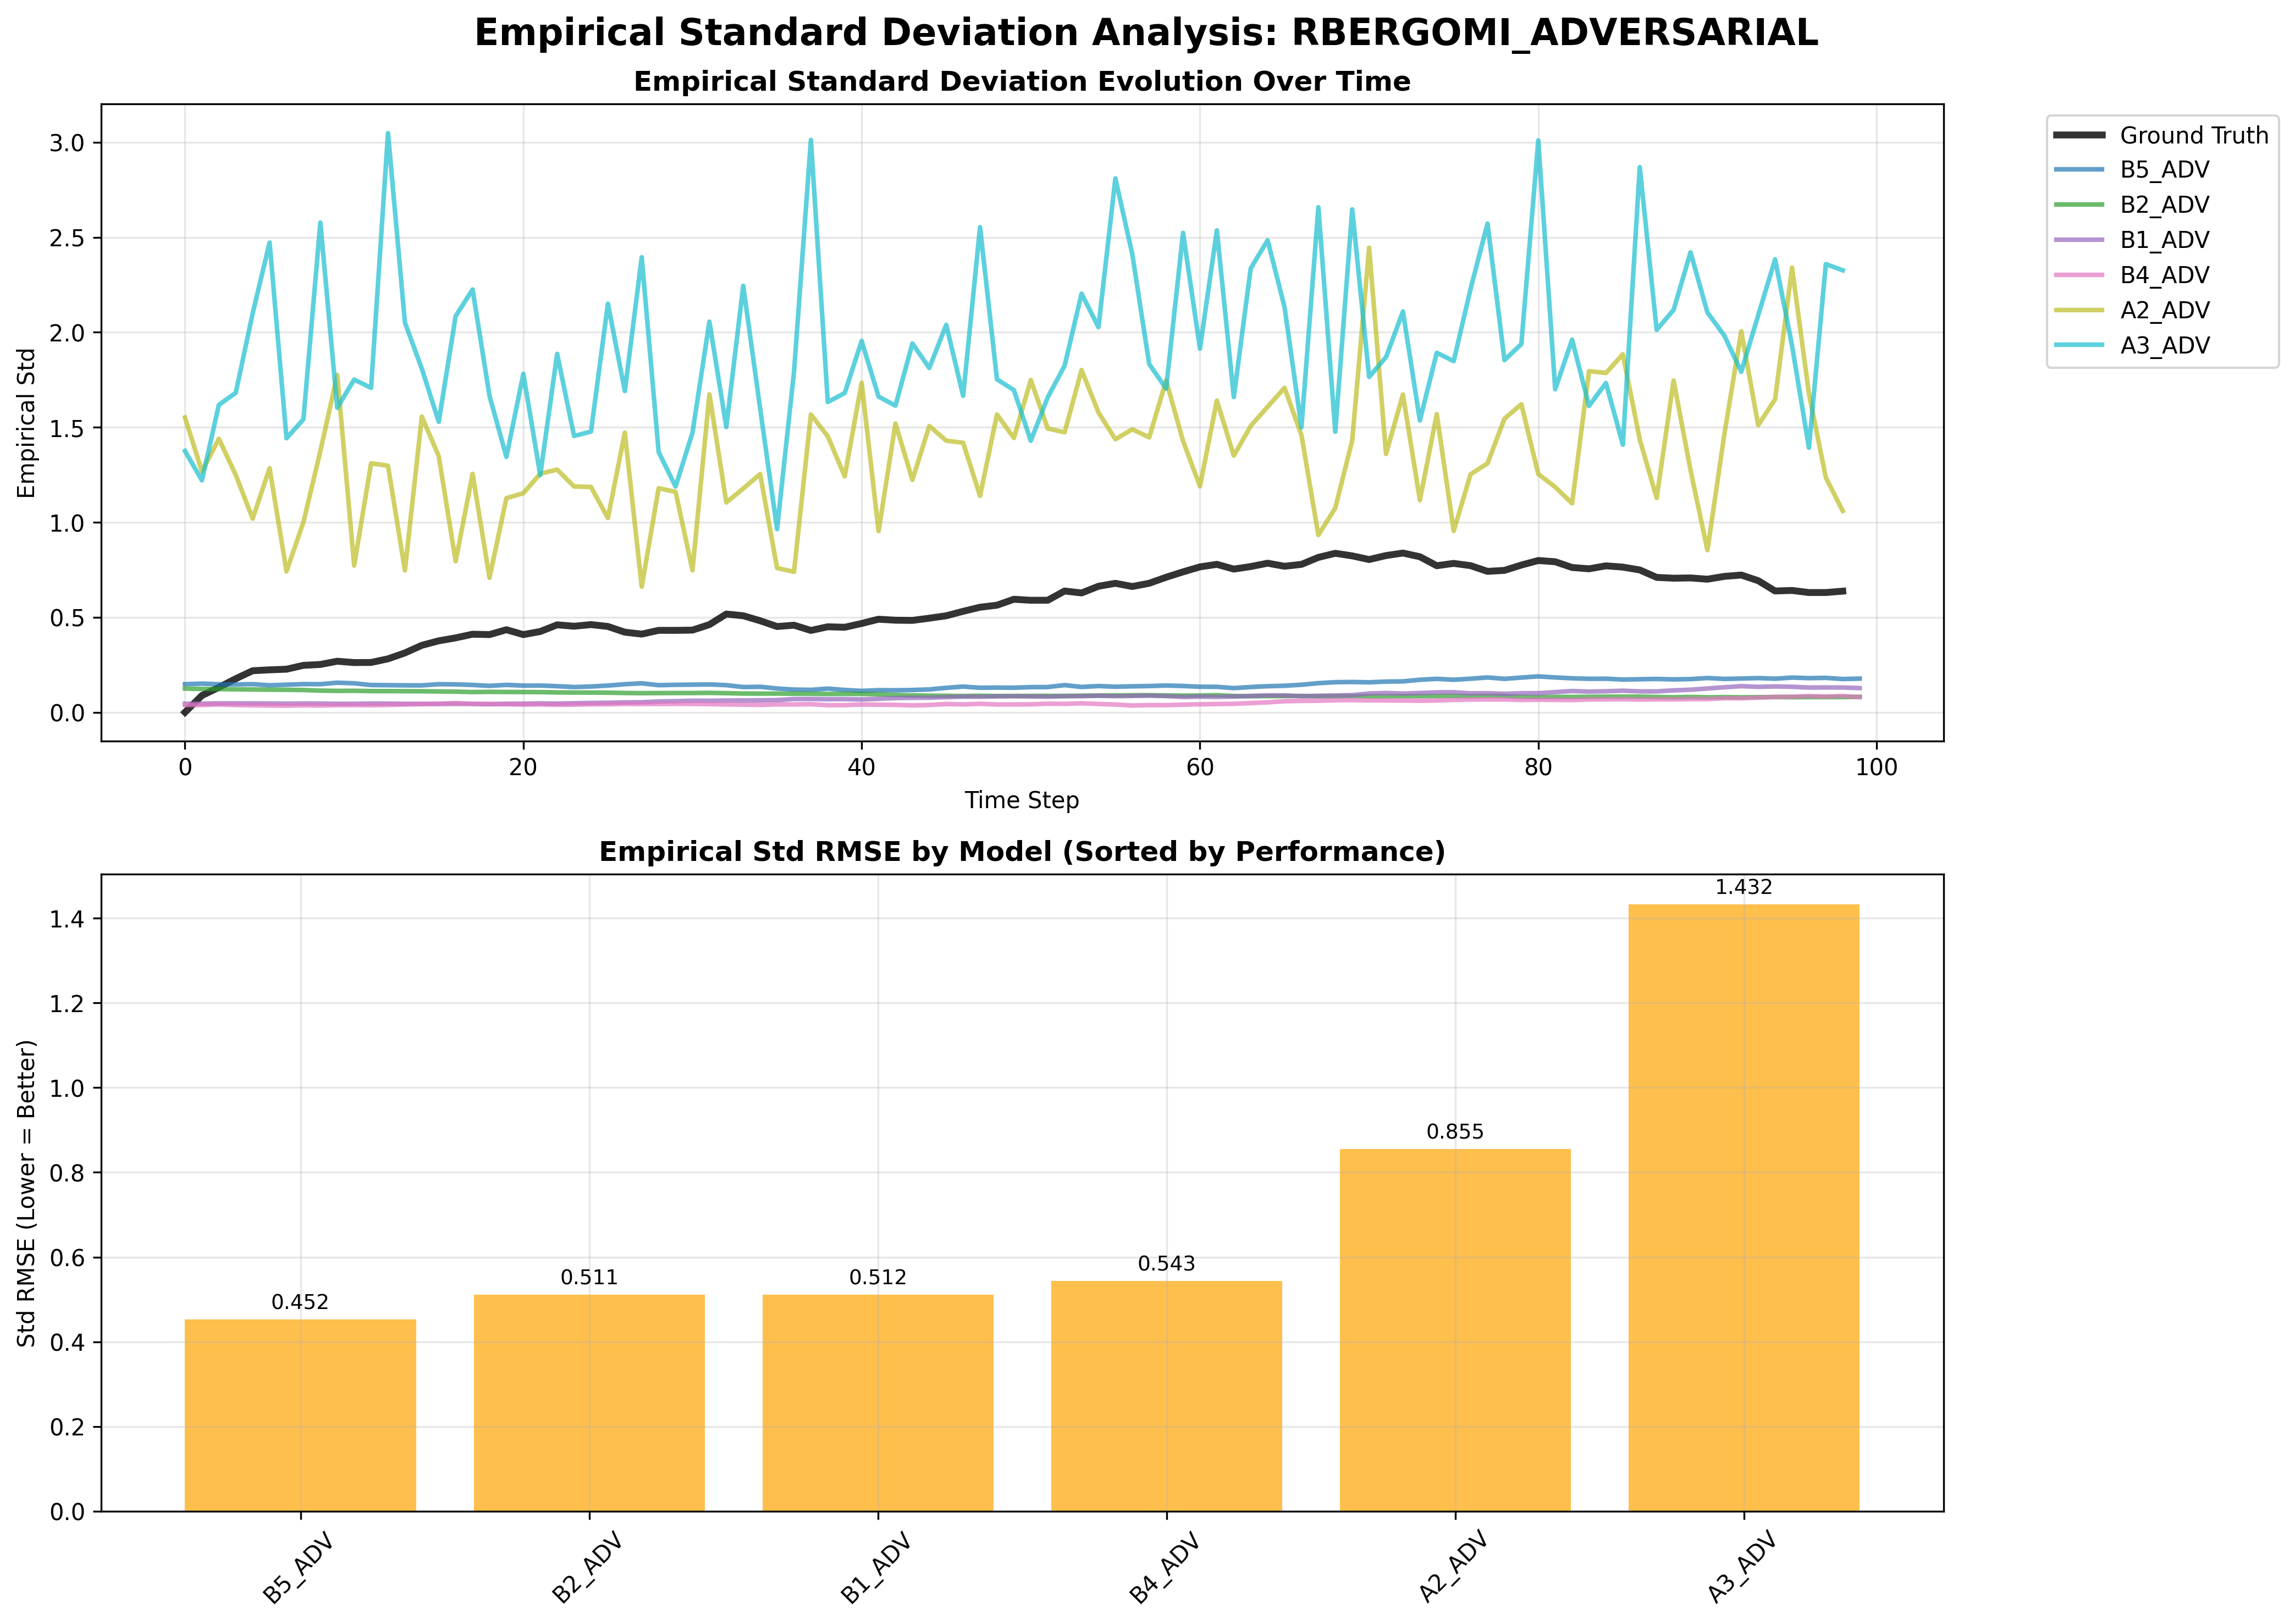 Empirical Standard Deviation Analysis: RBERGOMI_ADVERSARIAL
Empirical Standard Deviation Evolution Over Time
3.0
2.5
2.0
1.5
1.0
0.5
0.0
Empirical Std
0 20 40 60 80 100
Time Step
Ground Truth
B5_ADV
B2_ADV
B1_ADV
B4_ADV
A2_ADV
A3_ADV
Empirical Std RMSE by Model (Sorted by Performance)
1.4
1.2
1.0
0.8
0.6
0.4
0.2
0.0
Std RMSE (Lower = Better)
0.452
0.511
0.512
0.543
0.855
1.432
B5_ADV
B2_ADV
B1_ADV
B4_ADV
A2_ADV
A3_ADV